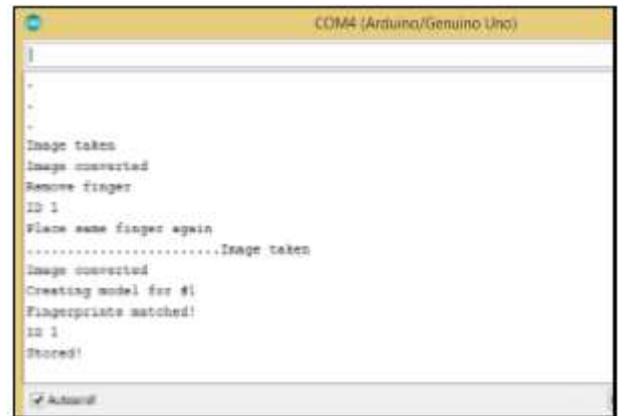 COM4 (Arduino/Genuino Uno)
.
.
.
Image taken
Image converted
Remove finger
ID 1
Place same finger again
........................Image taken
Image converted
Creating model for #1
Fingerprints matched!
ID 1
Stored!
Autoscroll